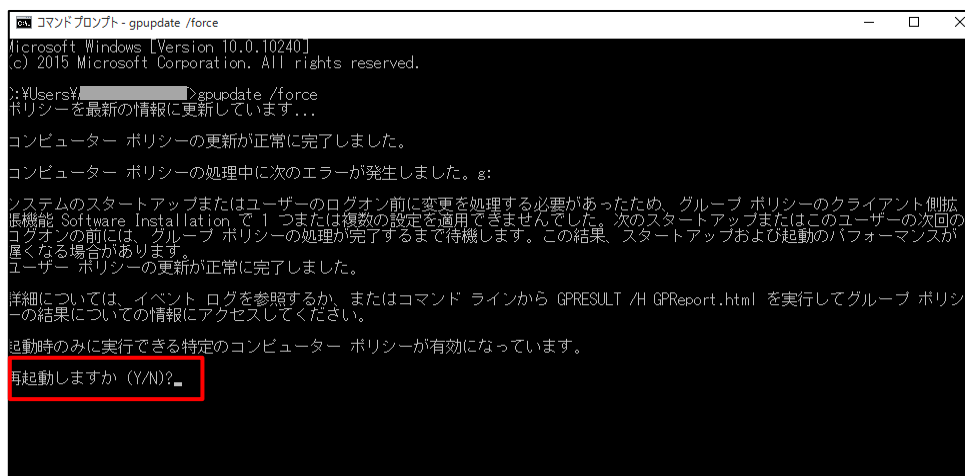 コマンド プロンプト - gpupdate /force
Microsoft Windows [Version 10.0.10240]
(c) 2015 Microsoft Corporation. All rights reserved.
C:¥Users¥ >gpupdate /force
ポリシーを最新の情報に更新しています...
コンピューター ポリシーの更新が正常に完了しました。
コンピューター ポリシーの処理中に次のエラーが発生しました。g:
システムのスタートアップまたはユーザーのログオン前に変更を処理する必要があったため、グループ ポリシーのクライアント側拡
張機能 Software Installation で 1 つまたは複数の設定を適用できませんでした。次のスタートアップまたはこのユーザーの次回の
ログオンの前には、グループ ポリシーの処理が完了するまで待機します。この結果、スタートアップおよび起動のパフォーマンスが
遅くなる場合があります。
ユーザー ポリシーの更新が正常に完了しました。
詳細については、イベント ログを参照するか、またはコマンド ラインから GPRESULT /H GPReport.html を実行してグループ ポリシ
ーの結果についての情報にアクセスしてください。
起動時のみに実行できる特定のコンピューター ポリシーが有効になっています。
再起動しますか (Y/N)?